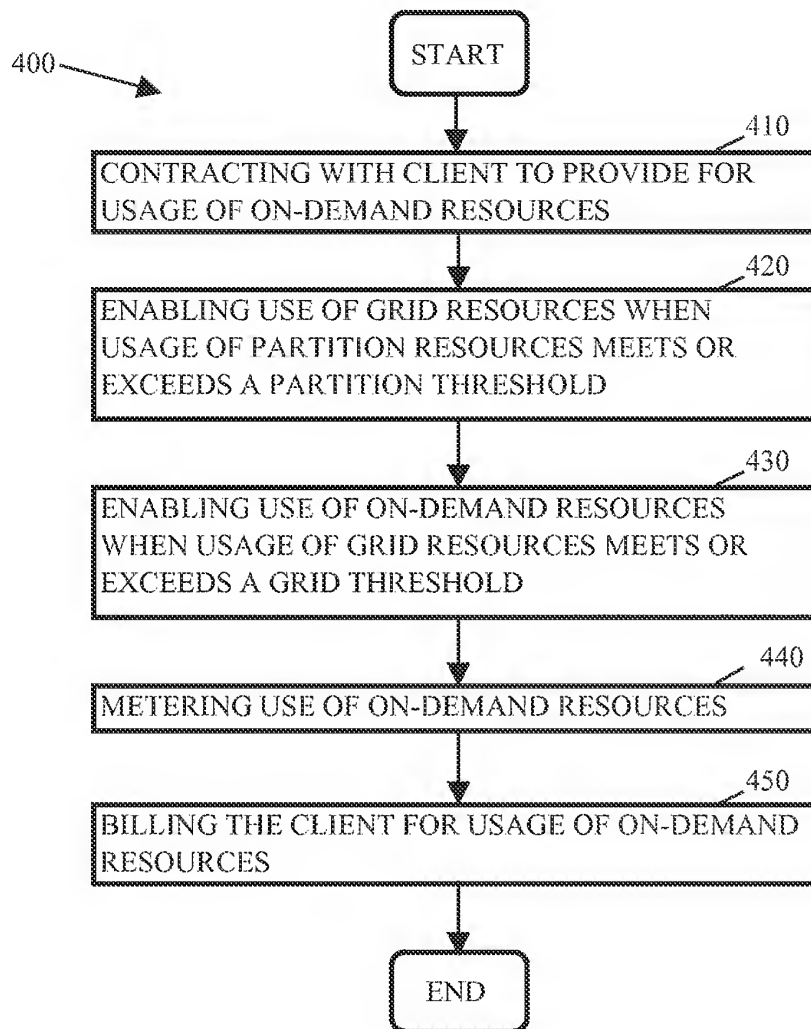 START
400
410
CONTRACTING WITH CLIENT TO PROVIDE FOR
USAGE OF ON-DEMAND RESOURCES
420
ENABLING USE OF GRID RESOURCES WHEN
USAGE OF PARTITION RESOURCES MEETS OR
EXCEEDS A PARTITION THRESHOLD
430
ENABLING USE OF ON-DEMAND RESOURCES
WHEN USAGE OF GRID RESOURCES MEETS OR
EXCEEDS A GRID THRESHOLD
440
METERING USE OF ON-DEMAND RESOURCES
450
BILLING THE CLIENT FOR USAGE OF ON-DEMAND
RESOURCES
END